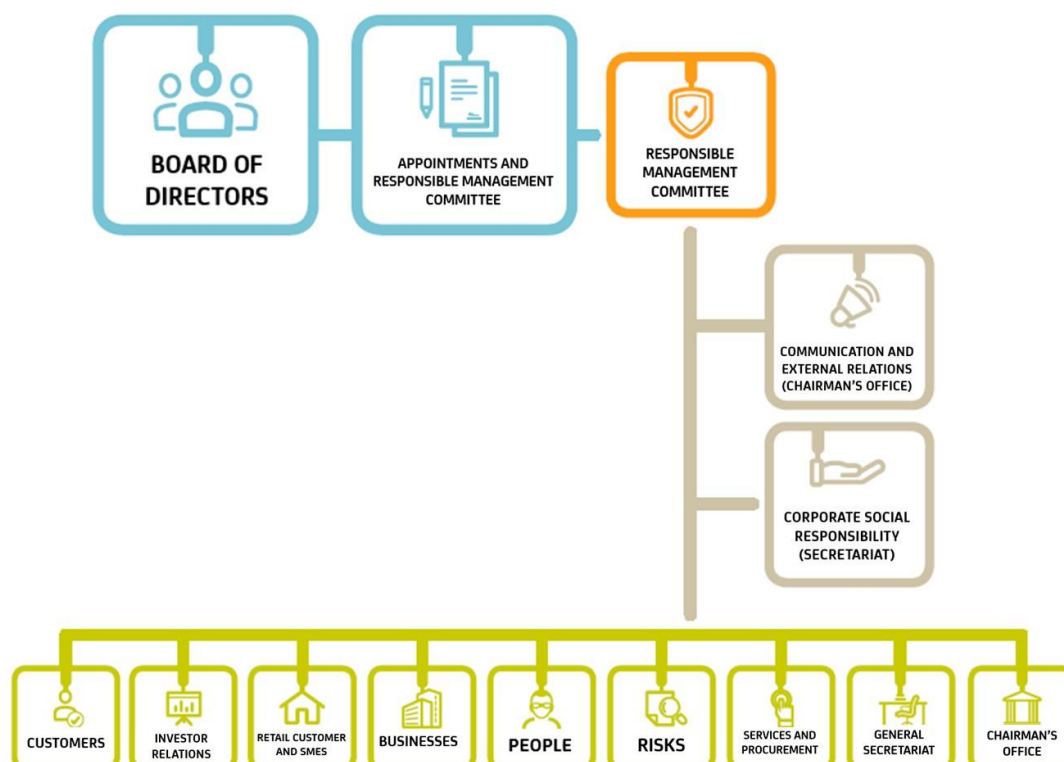 BOARD OF
DIRECTORS
APPOINTMENTS AND
RESPONSIBLE MANAGEMENT
COMMITTEE
RESPONSIBLE
MANAGEMENT
COMMITTEE
COMMUNICATION AND
EXTERNAL RELATIONS
(CHAIRMAN'S OFFICE)
CORPORATE SOCIAL
RESPONSIBILITY
(SECRETARIAT)
CUSTOMERS
INVESTOR
RELATIONS
RETAIL CUSTOMER
AND SMES
BUSINESSES
PEOPLE
RISKS
SERVICES AND
PROCUREMENT
GENERAL
SECRETARIAT
CHAIRMAN'S
OFFICE